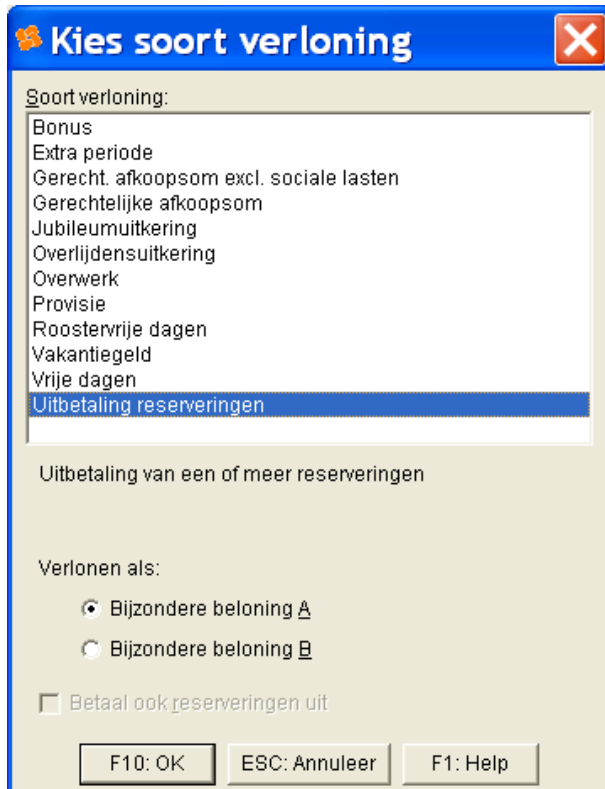 Kies soort verloning
Soort verloning:
Bonus
Extra periode
Gerecht. afkoopsom excl. sociale lasten
Gerechtelijke afkoopsom
Jubileumuitkering
Overlijdensuitkering
Overwerk
Provisie
Roostervrije dagen
Vakantiegeld
Vrije dagen
Uitbetaling reserveringen
Uitbetaling van een of meer reserveringen
Verlonen als:
Bijzondere beloning A
Bijzondere beloning B
Betaal ook reserveringen uit
F10: OK ESC: Annuleer F1: Help